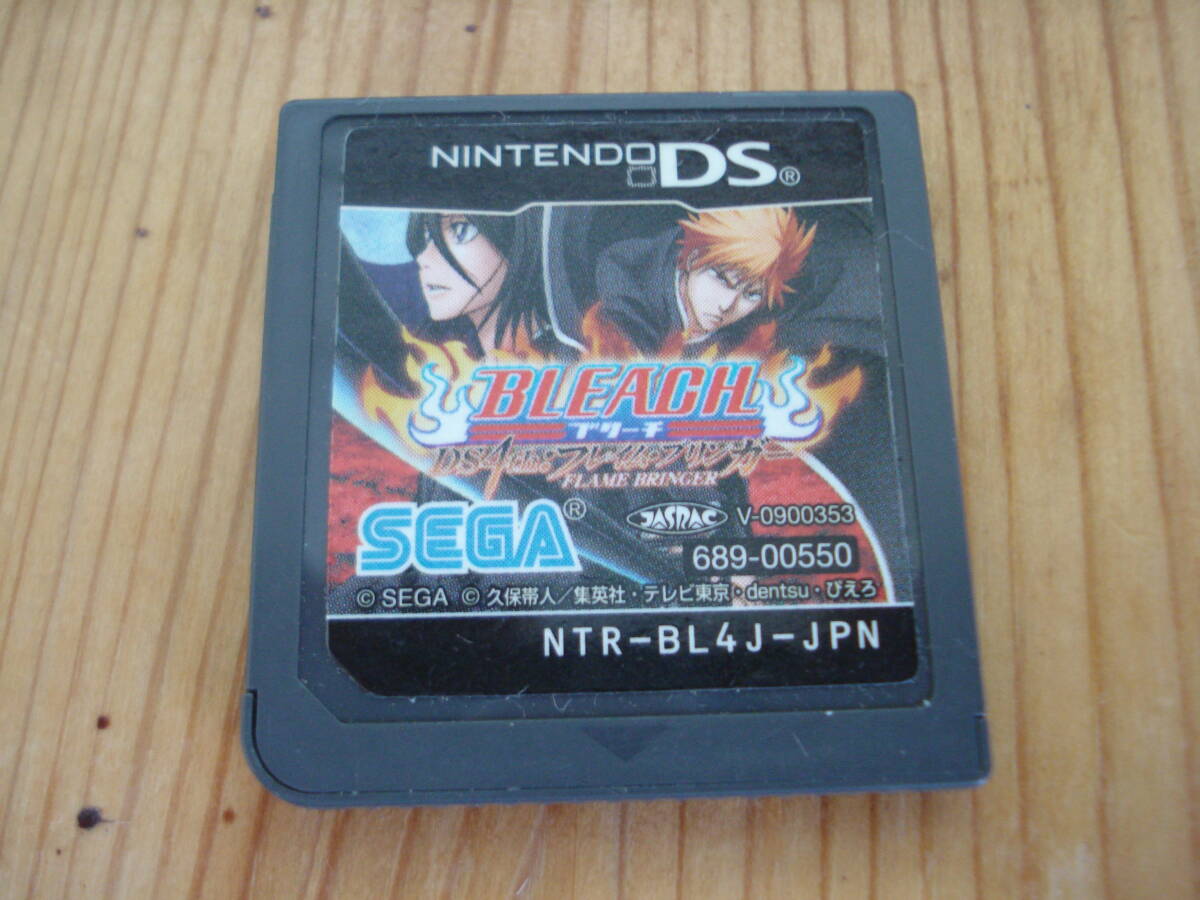 NINTENDO DS®
BLEACH
ブリーチ
DS4th:フレイム・ブリンガー
FLAME BRINGER
SEGA®
JASRAC V-0900353
689-00550
© SEGA © 久保帯人／集英社・テレビ東京・dentsu・ぴえろ
NTR-BL4J-JPN